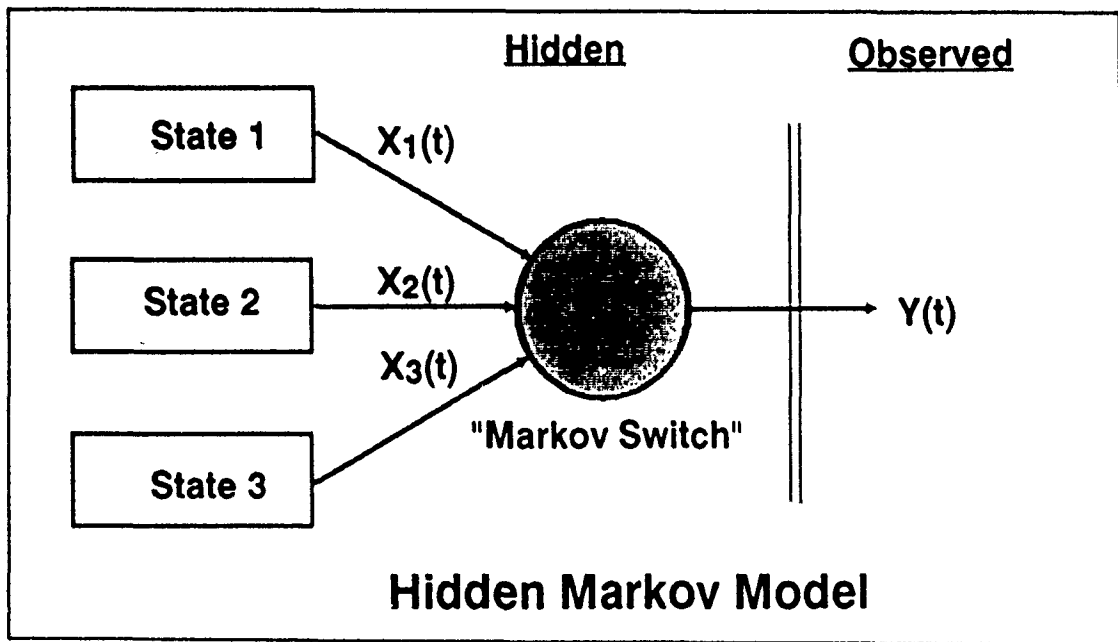 Hidden
Observed
State 1
X1(t)
State 2
X2(t)
Y(t)
X3(t)
"Markov Switch"
State 3
Hidden Markov Model